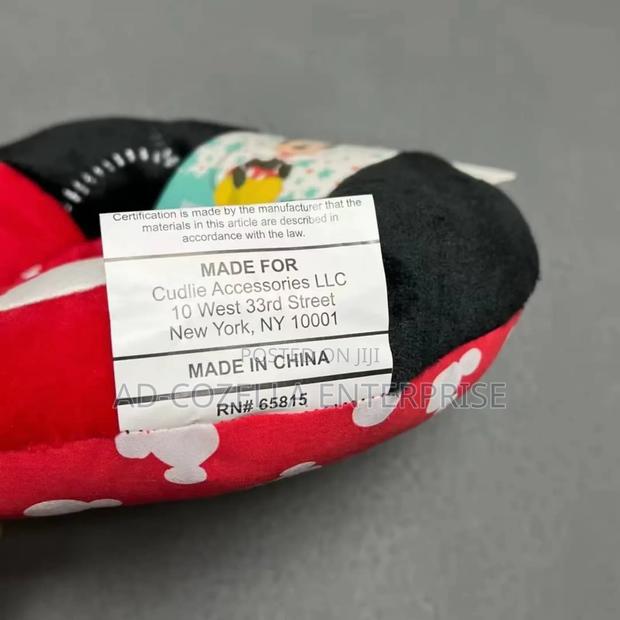 Certification is made by the manufacturer that the
materials in this article are described in
accordance with the law.
MADE FOR
Cudlie Accessories LLC
10 West 33rd Street
New York, NY 10001
POSTED ON JIJI
MADE IN CHINA
AD-COZELLA ENTERPRISE
RN# 65815